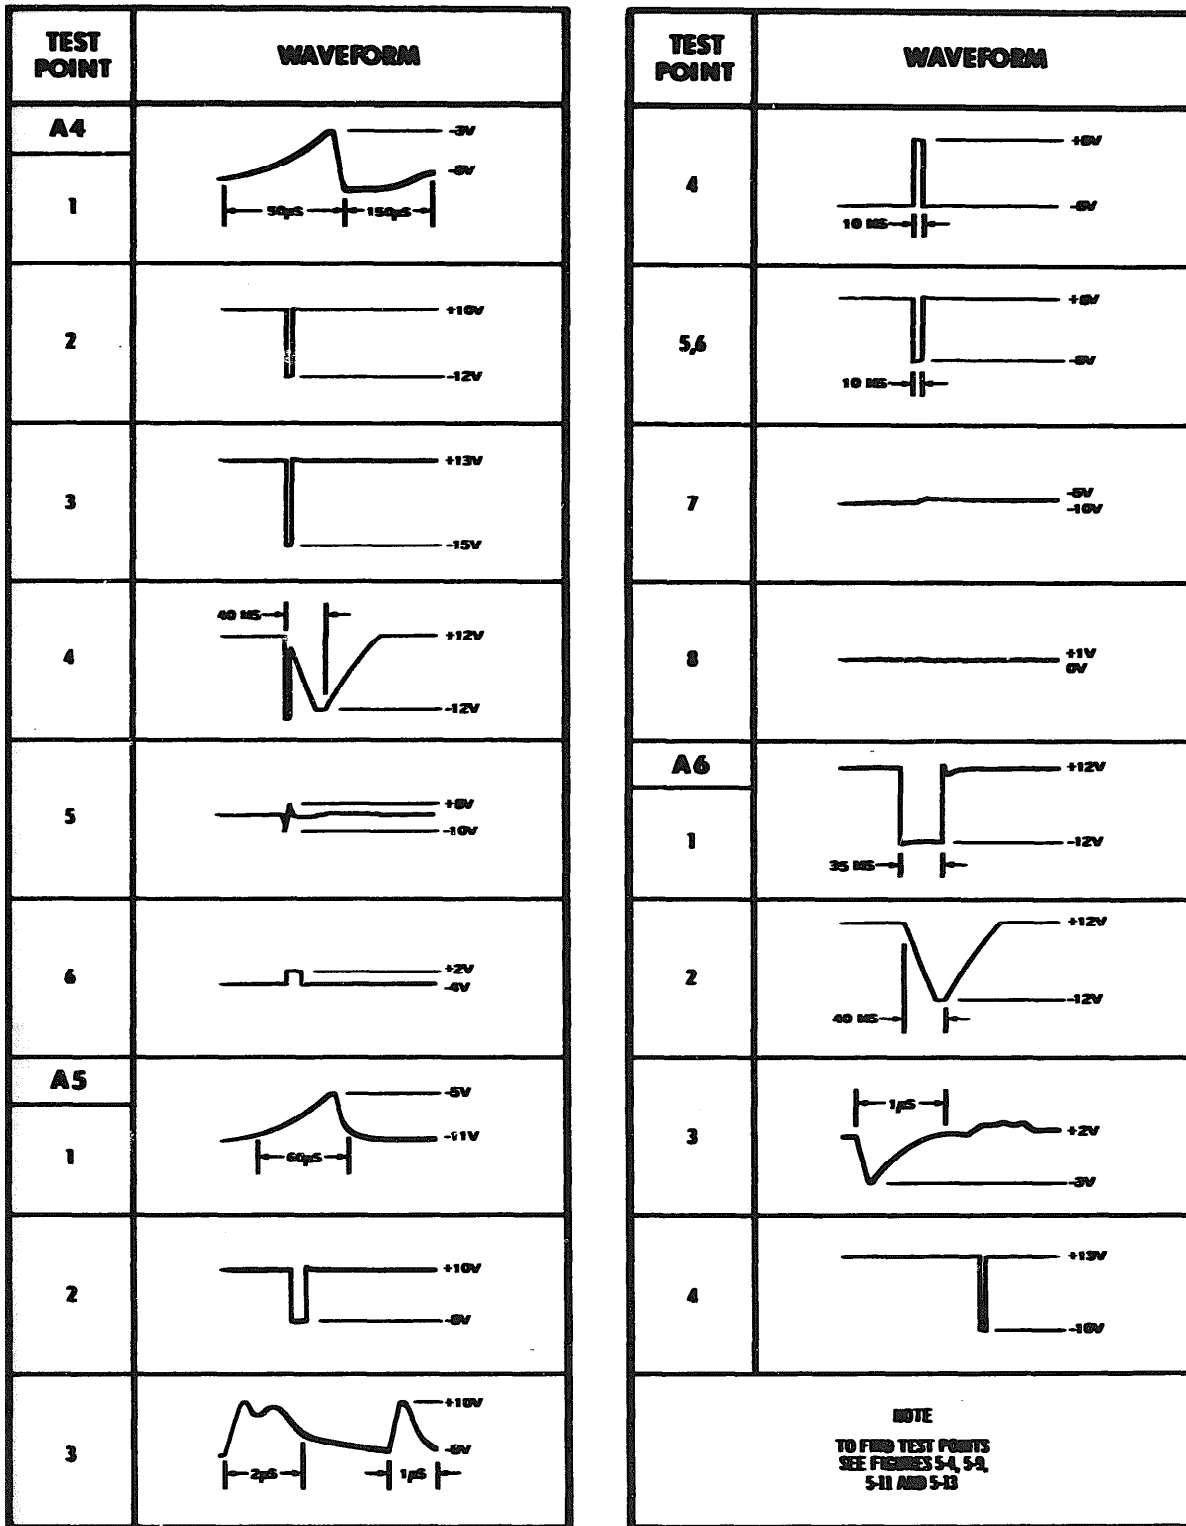 TEST POINT
WAVEFORM
A4
1
-3V
50µS
150µS
2
+10V
-12V
3
+13V
-15V
4
40 MS
+12V
-12V
5
-10V
6
+2V
-4V
A5
1
-5V
-11V
60µS
2
+10V
3
+10V
2µS
1µS
TEST POINT
WAVEFORM
4
10 MS
5,6
10 MS
7
-10V
8
+1V
0V
A6
1
+12V
-12V
35 MS
2
+12V
-12V
40 MS
3
1µS
+2V
-3V
4
+13V
-10V
NOTE
TO FIND TEST POINTS
SEE FIGURES 5-4, 5-9,
5-11 AND 5-13